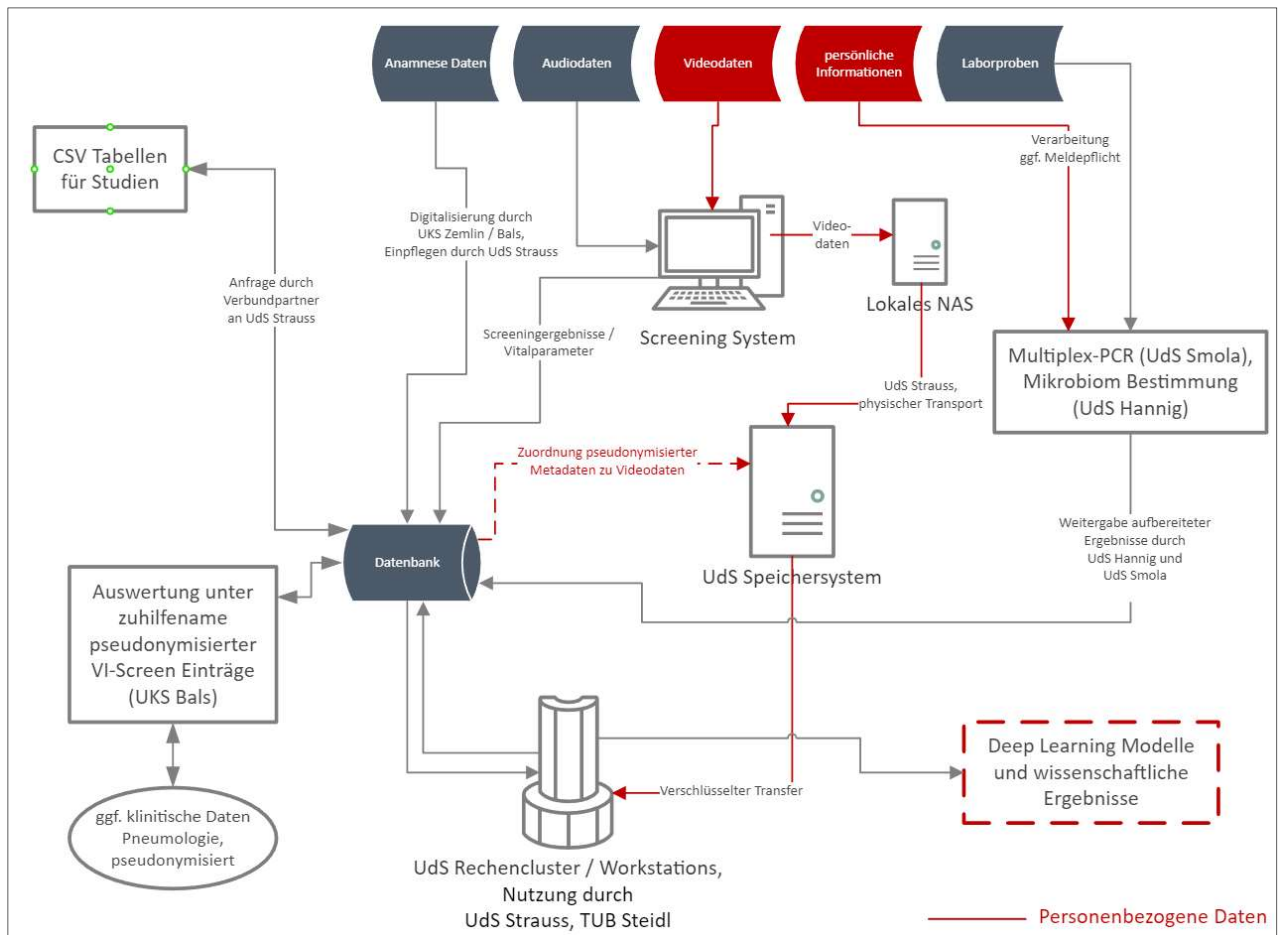 Anamnese Daten
Audiodaten
Videodaten
persönliche
Informationen
Laborproben
CSV Tabellen
für Studien
Verarbeitung
ggf. Meldepflicht
Digitalisierung durch
UKS Zemlin / Bals,
Einpflegen durch UdS Strauss
Video-
daten
Anfrage durch
Verbundpartner
an UdS Strauss
Lokales NAS
Screeningergebnisse /
Vitalparameter
Screening System
Multiplex-PCR (UdS Smola),
Mikrobiom Bestimmung
(UdS Hannig)
UdS Strauss,
physischer Transport
Zuordnung pseudonymisierter
Metadaten zu Videodaten
Weitergabe aufbereiteter
Ergebnisse durch
UdS Hannig und
UdS Smola
Datenbank
UdS Speichersystem
Auswertung unter
zuhilfename
pseudonymisierter
VI-Screen Einträge
(UKS Bals)
Deep Learning Modelle
und wissenschaftliche
Ergebnisse
Verschlüsselter Transfer
ggf. klinitische Daten
Pneumologie,
pseudonymisiert
UdS Rechencluster / Workstations,
Nutzung durch
UdS Strauss, TUB Steidl
Personenbezogene Daten